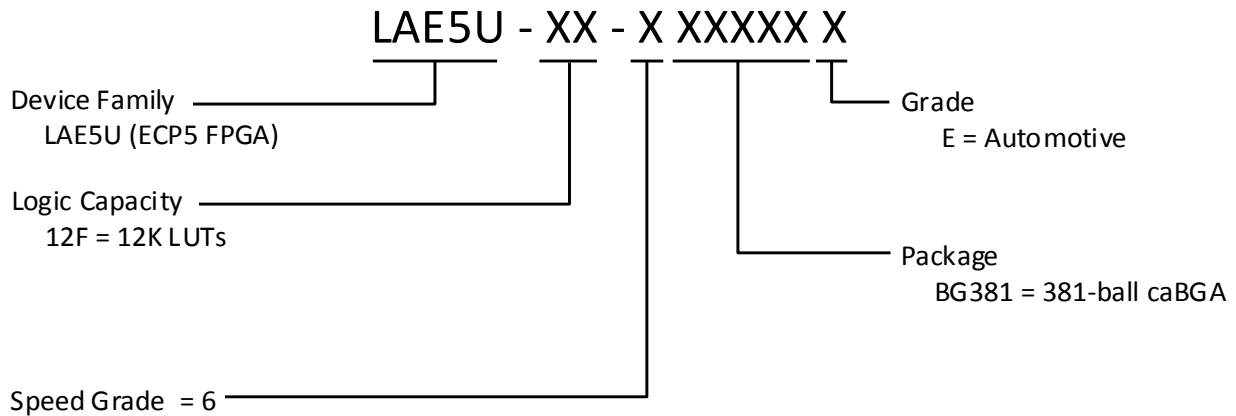 LAE5U - XX - X XXXXX X
Device Family
LAE5U (ECP5 FPGA)
Grade
E = Automotive
Logic Capacity
12F = 12K LUTs
Package
BG381 = 381-ball caBGA
Speed Grade = 6